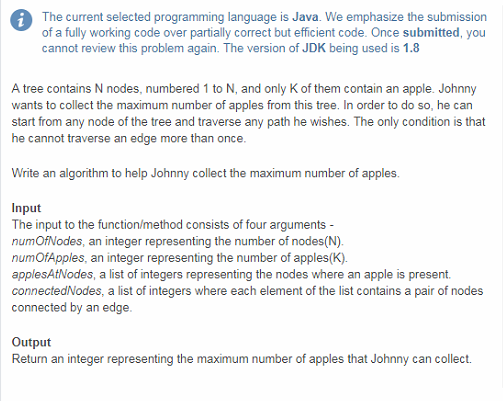 The current selected programming language is Java. We emphasize the submission
of a fully working code over partially correct but efficient code. Once submitted, you
cannot review this problem again. The version of JDK being used is 1.8
A tree contains N nodes, numbered 1 to N, and only K of them contain an apple. Johnny
wants to collect the maximum number of apples from this tree. In order to do so, he can
start from any node of the tree and traverse any path he wishes. The only condition is that
he cannot traverse an edge more than once.
Write an algorithm to help Johnny collect the maximum number of apples.
Input
The input to the function/method consists of four arguments -
numOfNodes, an integer representing the number of nodes(N).
numOfApples, an integer representing the number of apples(K).
applesAtNodes, a list of integers representing the nodes where an apple is present.
connectedNodes, a list of integers where each element of the list contains a pair of nodes
connected by an edge.
Output
Return an integer representing the maximum number of apples that Johnny can collect.